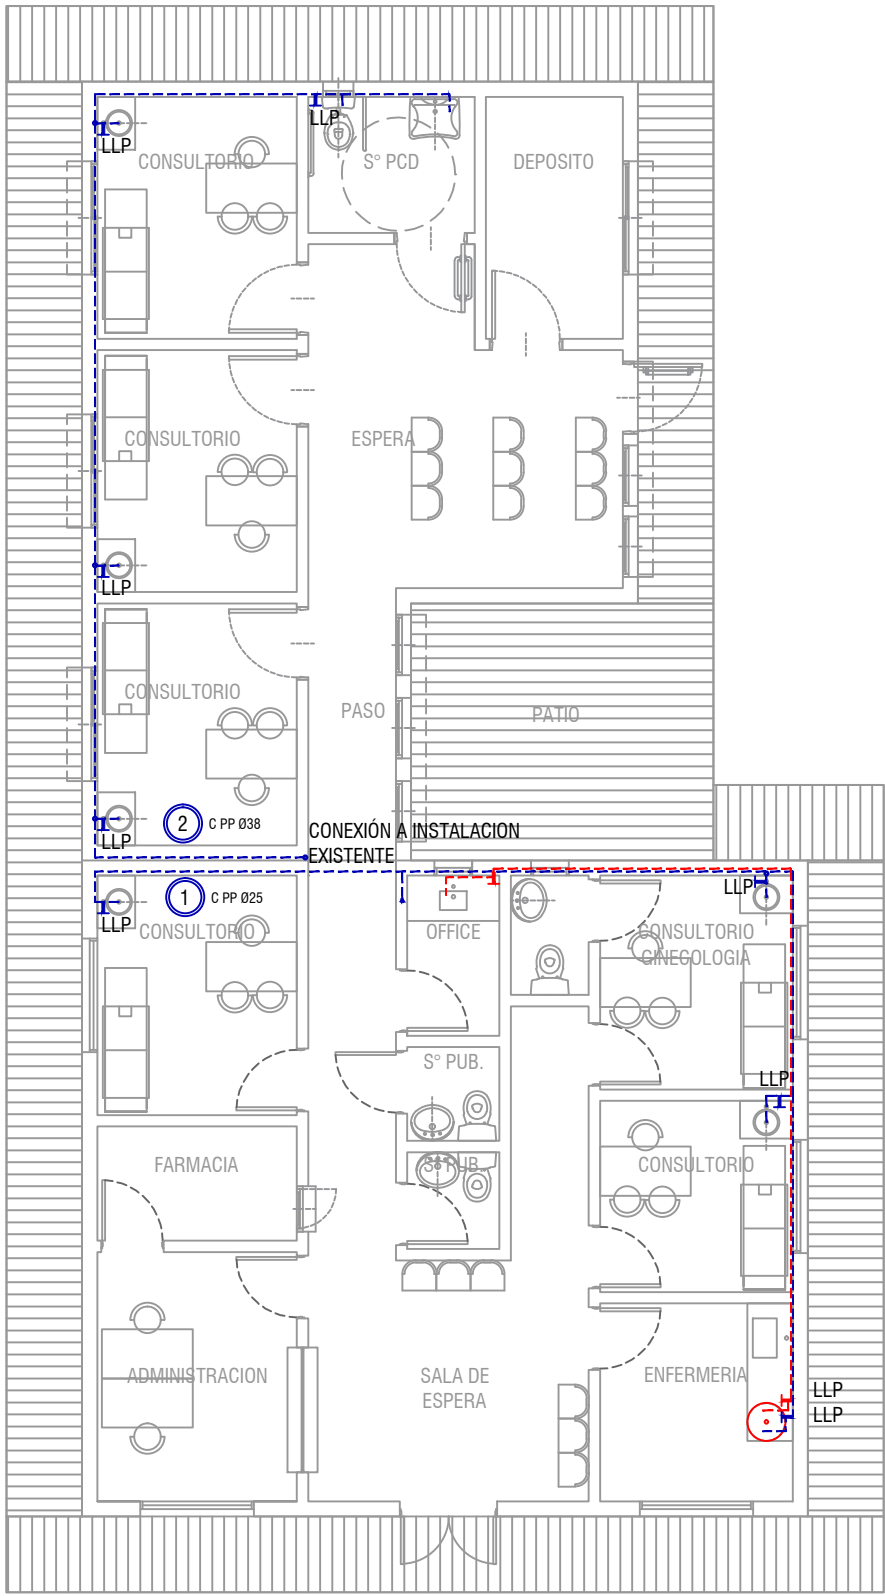 LLP
LLP
CONSULTORIO
S° PCD
DEPOSITO
CONSULTORIO
ESPERA
LLP
CONSULTORIO
PASO
PATIO
2
C PP Ø38
LLP
CONEXIÓN A INSTALACION
EXISTENTE
1
C PP Ø25
LLP
LLP
CONSULTORIO
OFFICE
CONSULTORIO
GINECOLOGIA
S° PUB.
LLP
FARMACIA
S° PUB.
CONSULTORIO
ADMINISTRACION
SALA DE
ESPERA
ENFERMERIA
LLP
LLP